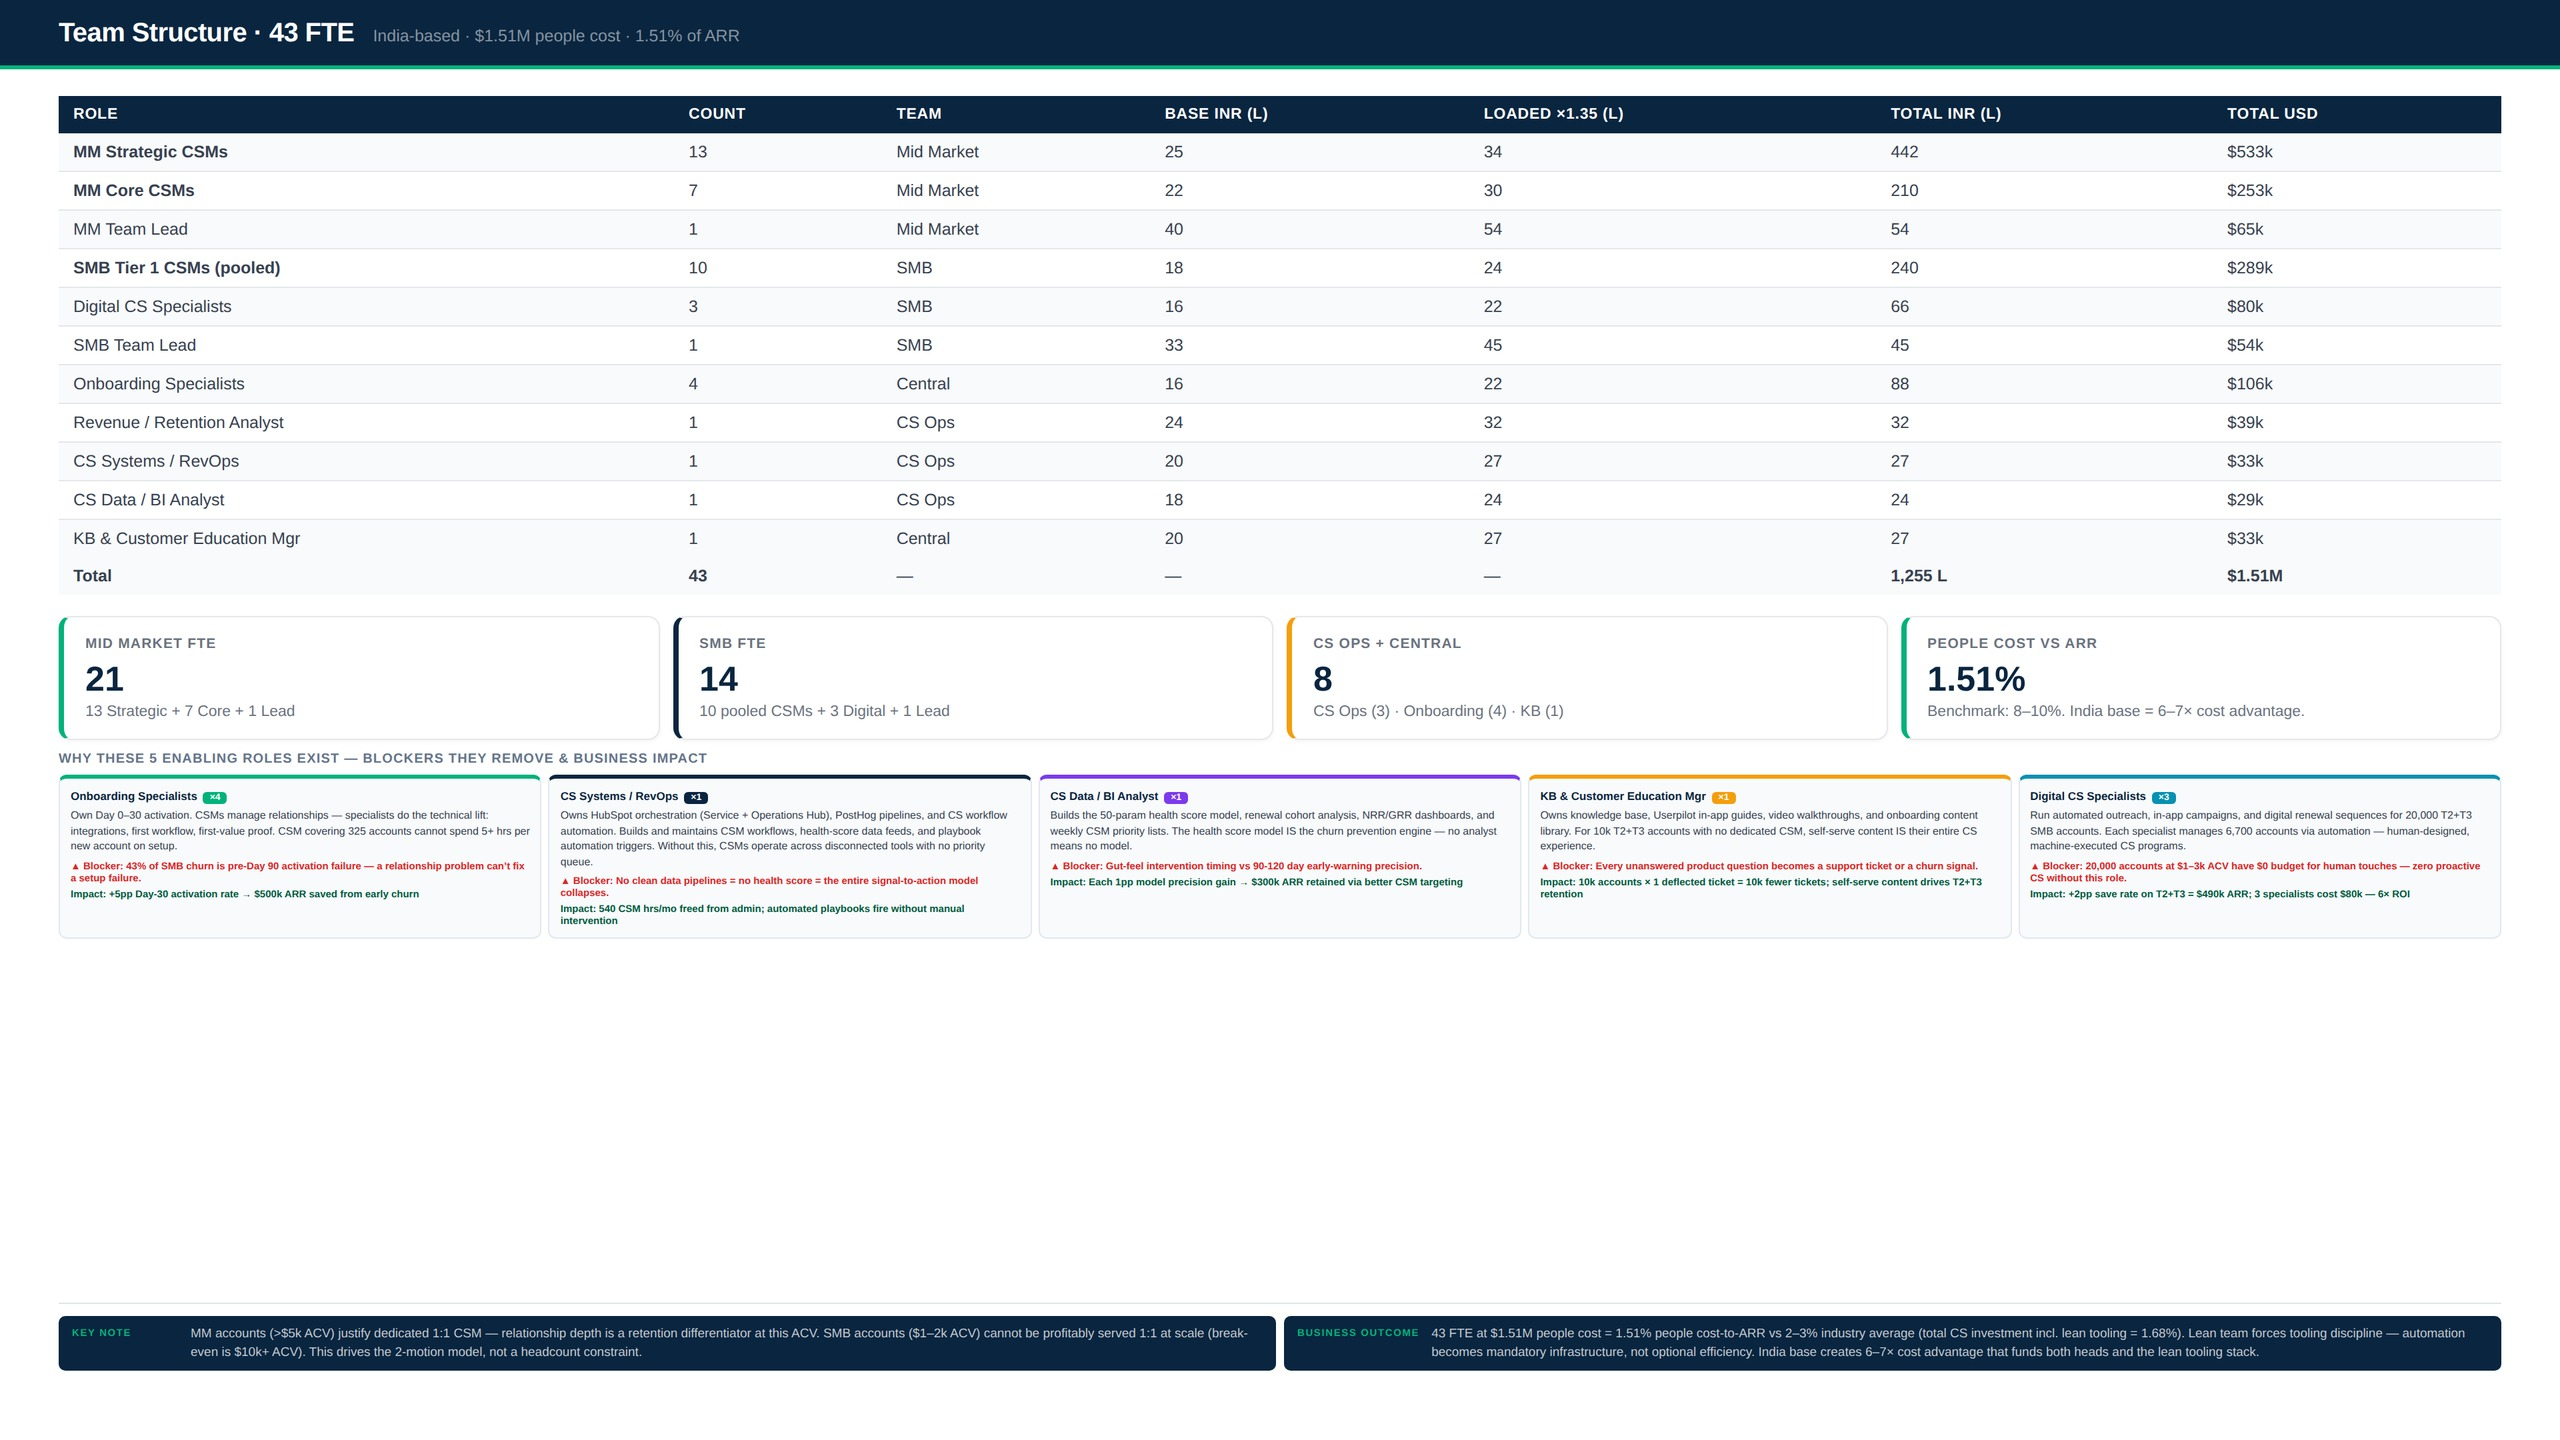 Team Structure · 43 FTE India-based · $1.51M people cost · 1.51% of ARR
ROLE COUNT TEAM BASE INR (L) LOADED ×1.35 (L) TOTAL INR (L) TOTAL USD
MM Strategic CSMs 13 Mid Market 25 34 442 $533k
MM Core CSMs 7 Mid Market 22 30 210 $253k
MM Team Lead 1 Mid Market 40 54 54 $65k
SMB Tier 1 CSMs (pooled) 10 SMB 18 24 240 $289k
Digital CS Specialists 3 SMB 16 22 66 $80k
SMB Team Lead 1 SMB 33 45 45 $54k
Onboarding Specialists 4 Central 16 22 88 $106k
Revenue / Retention Analyst 1 CS Ops 24 32 32 $39k
CS Systems / RevOps 1 CS Ops 20 27 27 $33k
CS Data / BI Analyst 1 CS Ops 18 24 24 $29k
KB & Customer Education Mgr 1 Central 20 27 27 $33k
Total 43 — — — 1,255 L $1.51M
MID MARKET FTE
21
13 Strategic + 7 Core + 1 Lead
SMB FTE
14
10 pooled CSMs + 3 Digital + 1 Lead
CS OPS + CENTRAL
8
CS Ops (3) · Onboarding (4) · KB (1)
PEOPLE COST VS ARR
1.51%
Benchmark: 8–10%. India base = 6–7× cost advantage.
WHY THESE 5 ENABLING ROLES EXIST — BLOCKERS THEY REMOVE & BUSINESS IMPACT
Onboarding Specialists ×4
Own Day 0–30 activation. CSMs manage relationships — specialists do the technical lift:
integrations, first workflow, first-value proof. CSM covering 325 accounts cannot spend 5+ hrs per
new account on setup.
▲ Blocker: 43% of SMB churn is pre-Day 90 activation failure — a relationship problem can't fix
a setup failure.
Impact: +5pp Day-30 activation rate → $500k ARR saved from early churn
CS Systems / RevOps ×1
Owns HubSpot orchestration (Service + Operations Hub), PostHog pipelines, and CS workflow
automation. Builds and maintains CSM workflows, health-score data feeds, and playbook
automation triggers. Without this, CSMs operate across disconnected tools with no priority
queue.
▲ Blocker: No clean data pipelines = no health score = the entire signal-to-action model
collapses.
Impact: 540 CSM hrs/mo freed from admin; automated playbooks fire without manual
intervention
CS Data / BI Analyst ×1
Builds the 50-param health score model, renewal cohort analysis, NRR/GRR dashboards, and
weekly CSM priority lists. The health score model IS the churn prevention engine — no analyst
means no model.
▲ Blocker: Gut-feel intervention timing vs 90-120 day early-warning precision.
Impact: Each 1pp model precision gain → $300k ARR retained via better CSM targeting
KB & Customer Education Mgr ×1
Owns knowledge base, Userpilot in-app guides, video walkthroughs, and onboarding content
library. For 10k T2+T3 accounts with no dedicated CSM, self-serve content IS their entire CS
experience.
▲ Blocker: Every unanswered product question becomes a support ticket or a churn signal.
Impact: 10k accounts × 1 deflected ticket = 10k fewer tickets; self-serve content drives T2+T3
retention
Digital CS Specialists ×3
Run automated outreach, in-app campaigns, and digital renewal sequences for 20,000 T2+T3
SMB accounts. Each specialist manages 6,700 accounts via automation — human-designed,
machine-executed CS programs.
▲ Blocker: 20,000 accounts at $1–3k ACV have $0 budget for human touches — zero proactive
CS without this role.
Impact: +2pp save rate on T2+T3 = $490k ARR; 3 specialists cost $80k — 6× ROI
KEY NOTE MM accounts (>$5k ACV) justify dedicated 1:1 CSM — relationship depth is a retention differentiator at this ACV. SMB accounts ($1–2k ACV) cannot be profitably served 1:1 at scale (break-
even is $10k+ ACV). This drives the 2-motion model, not a headcount constraint.
BUSINESS OUTCOME 43 FTE at $1.51M people cost = 1.51% people cost-to-ARR vs 2–3% industry average (total CS investment incl. lean tooling = 1.68%). Lean team forces tooling discipline — automation
becomes mandatory infrastructure, not optional efficiency. India base creates 6–7× cost advantage that funds both heads and the lean tooling stack.